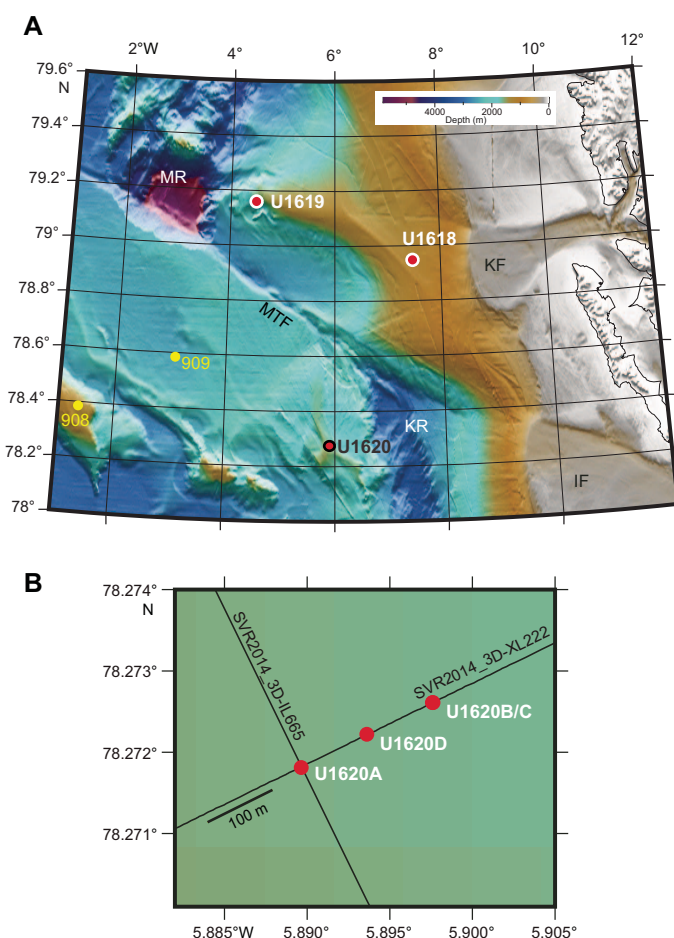 A
2°W 4° 6° 8° 10° 12°
79.6°
N
79.4°
4000 2000 0
Depth (m)
79.2°
MR
U1619
79°
U1618
KF
78.8°
MTF
78.6°
909
78.4°
908
KR
U1620
78.2°
IF
78°
B
78.274°
N
SVR2014_3D-IL665
SVR2014_3D-XL222
78.273°
U1620B/C
U1620D
78.272°
U1620A
100 m
78.271°
5.885°W 5.890° 5.895° 5.900° 5.905°